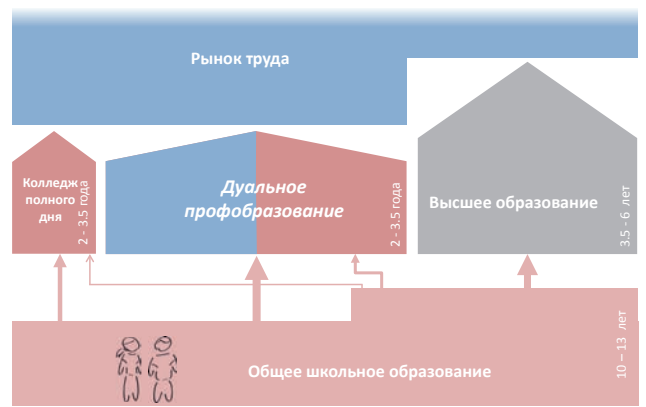 Рынок труда
Колледж
полного
дня
2 - 3.5 года
Дуальное
профобразование
2 - 3.5 года
Высшее образование
3.5 - 6 лет
Общее школьное образование
10 – 13 лет